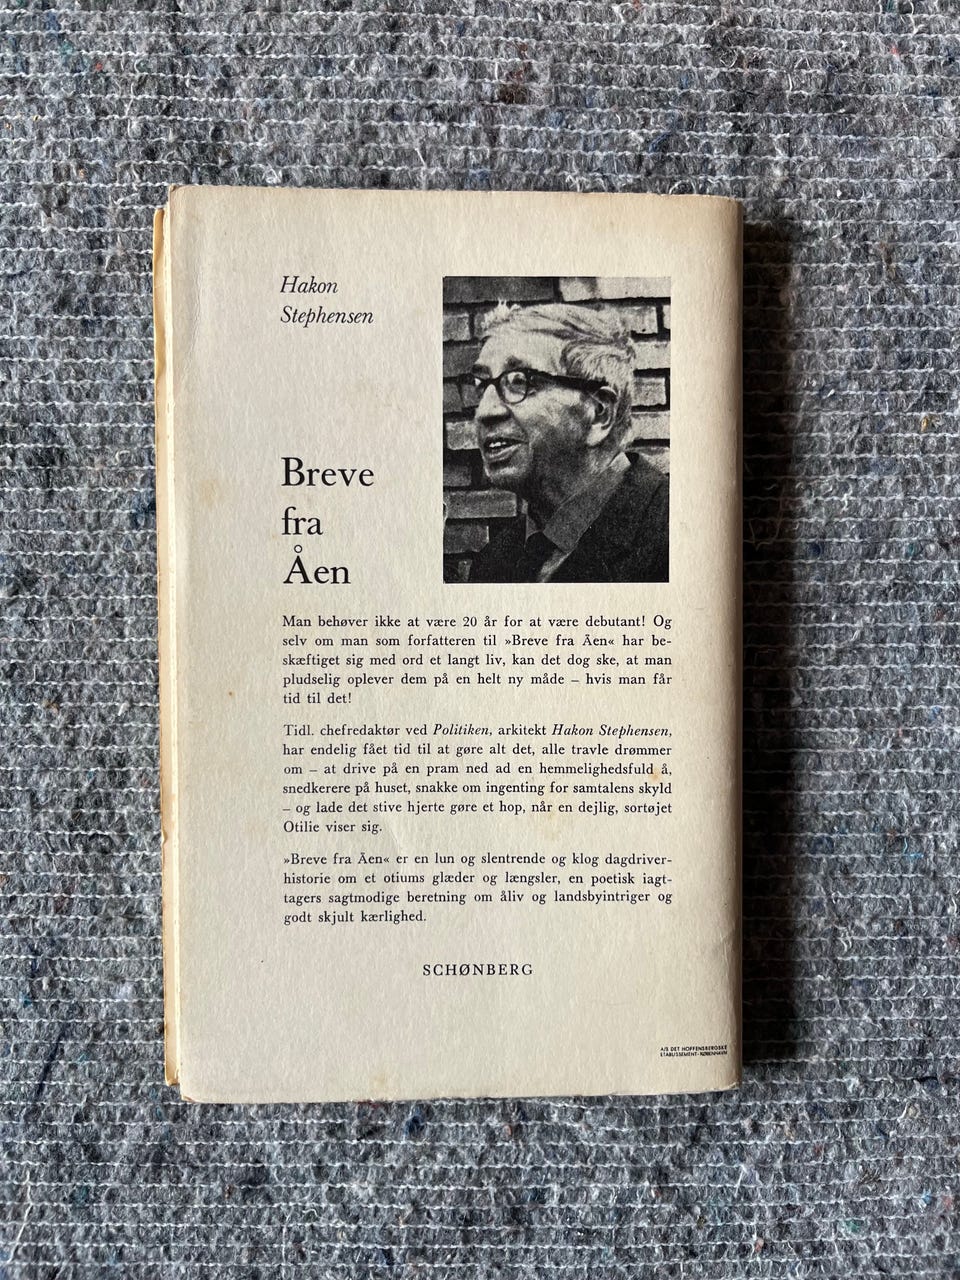 Hakon
Stephensen
Breve
fra
Åen
Man behøver ikke at være 20 år for at være debutant! Og
selv om man som forfatteren til »Breve fra Åen« har be-
skæftiget sig med ord et langt liv, kan det dog ske, at man
pludselig oplever dem på en helt ny måde – hvis man får
tid til det!
Tidl. chefredaktør ved Politiken, arkitekt Hakon Stephensen,
har endelig fået tid til at gøre alt det, alle travle drømmer
om – at drive på en pram ned ad en hemmelighedsfuld å,
snedkerere på huset, snakke om ingenting for samtalens skyld
– og lade det stive hjerte gøre et hop, når en dejlig, sortøjet
Otilie viser sig.
»Breve fra Åen« er en lun og slentrende og klog dagdriver-
historie om et otiums glæder og længsler, en poetisk iagt-
tagers sagtmodige beretning om åliv og landsbyintriger og
godt skjult kærlighed.
SCHØNBERG
A/S DET HOFFENSBERGSKE
ETABLISSEMENT - KØBENHAVN